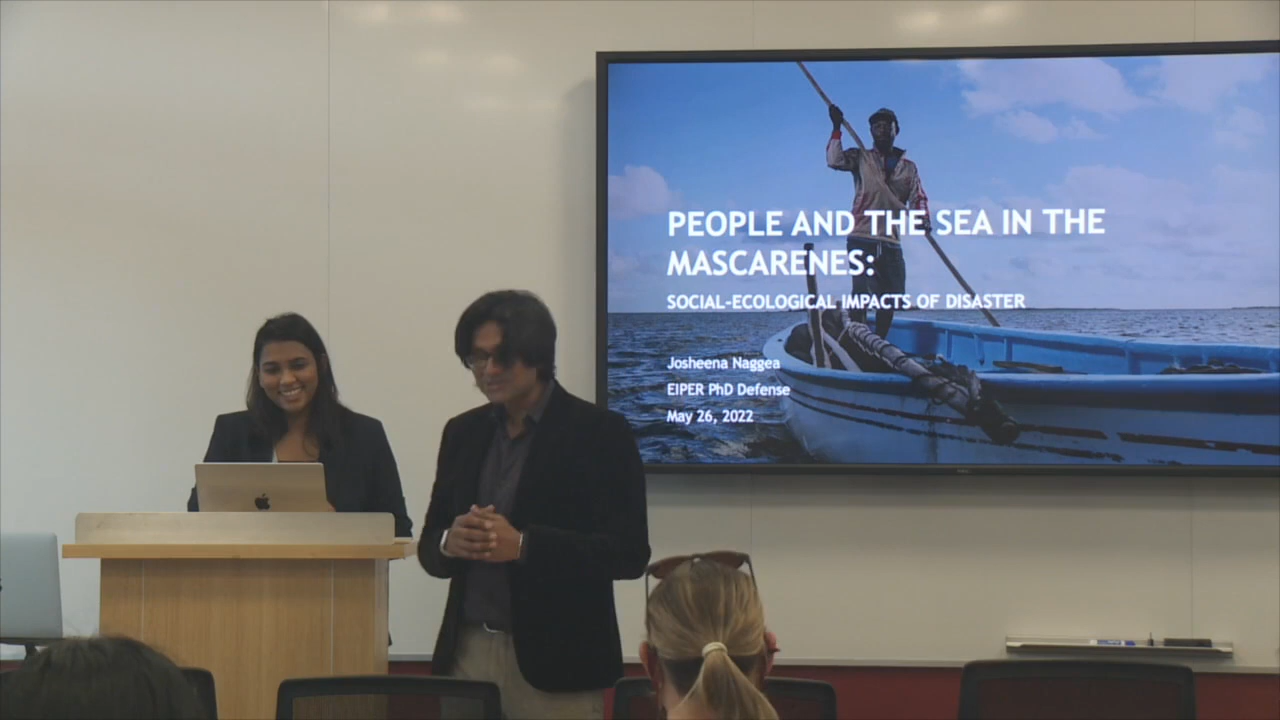 PEOPLE AND THE SEA IN THE
MASCARENES:
SOCIAL-ECOLOGICAL IMPACTS OF DISASTER
Josheena Naggea
EIPER PhD Defense
May 26, 2022